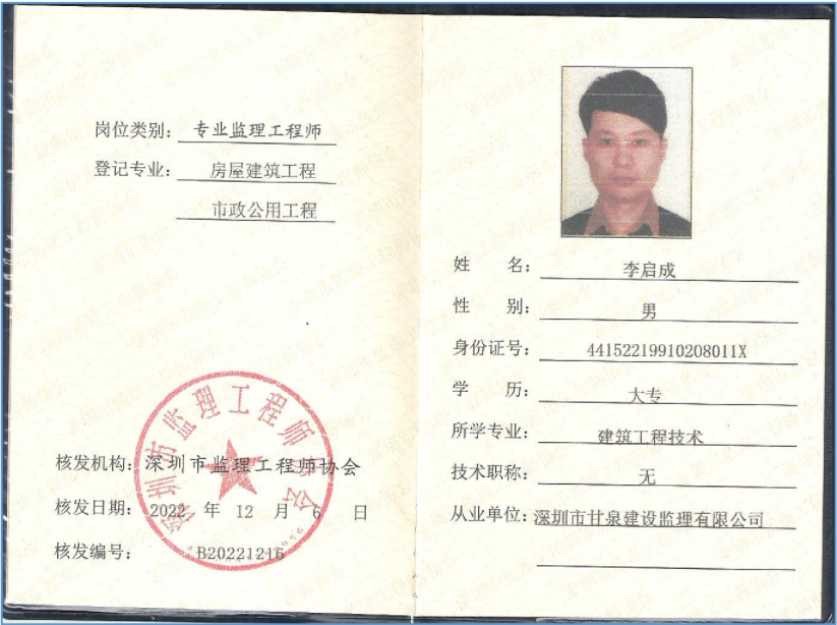 岗位类别: 专业监理工程师
登记专业: 房屋建筑工程
市政公用工程
深圳市监理工程师协会
核发机构: 深圳市监理工程师协会
核发日期: 2022 年 12 月 6 日
核发编号: B20221216
姓 名: 李启成
性 别: 男
身份证号: 44152219910208011X
学 历: 大专
所学专业: 建筑工程技术
技术职称: 无
从业单位: 深圳市甘泉建设监理有限公司